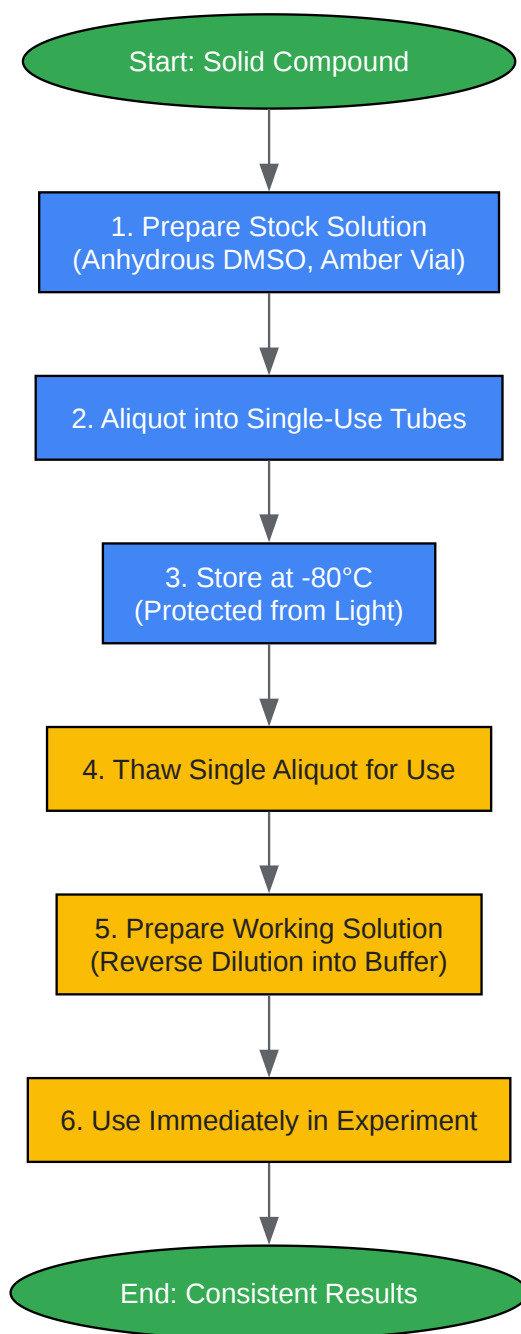 Start: Solid Compound
1. Prepare Stock Solution
(Anhydrous DMSO, Amber Vial)
2. Aliquot into Single-Use Tubes
3. Store at -80°C
(Protected from Light)
4. Thaw Single Aliquot for Use
5. Prepare Working Solution
(Reverse Dilution into Buffer)
6. Use Immediately in Experiment
End: Consistent Results